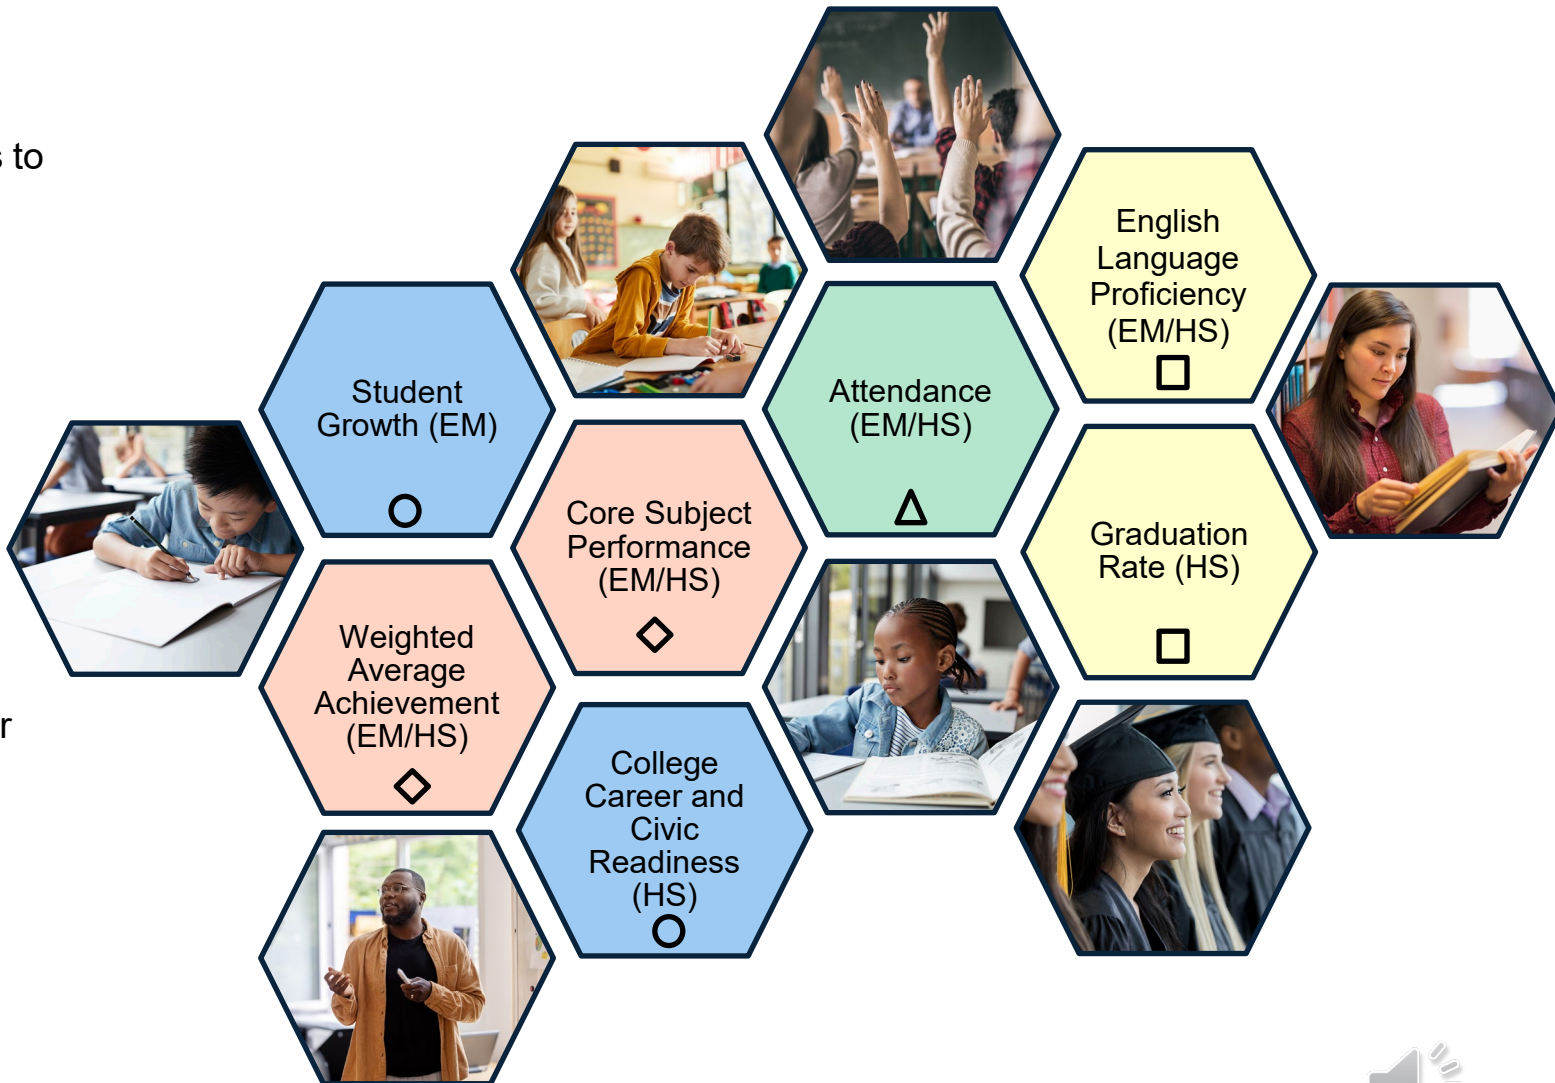 s to
r
English
Language
Proficiency
(EM/HS)
Student
Growth (EM)
Attendance
(EM/HS)
Core Subject
Performance
(EM/HS)
Graduation
Rate (HS)
Weighted
Average
Achievement
(EM/HS)
College
Career and
Civic
Readiness
(HS)